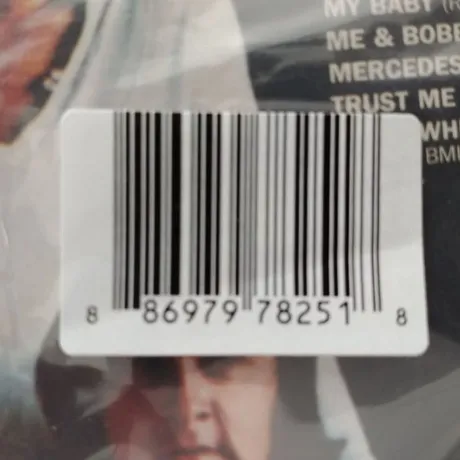 MY BABY
ME & BOBB
MERCEDES
TRUST ME
WH
BMI
8 86979 78251 8